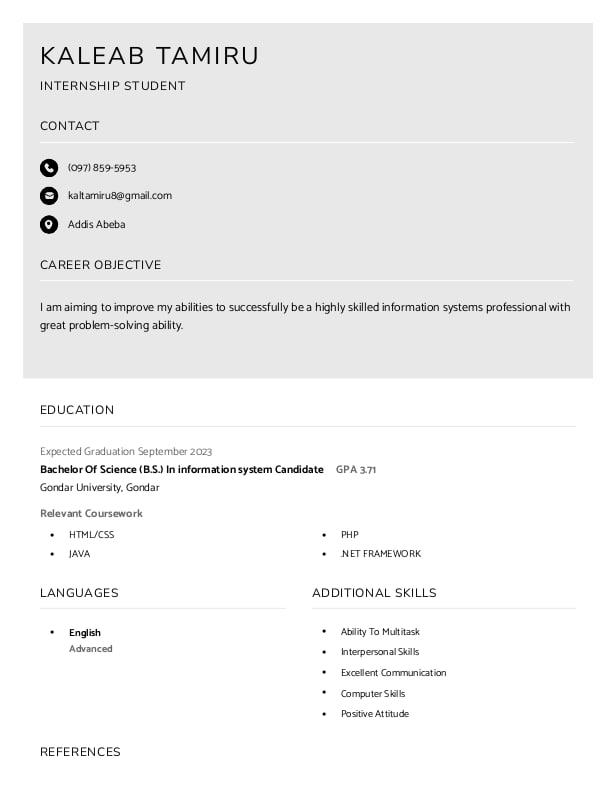 KALEAB TAMIRU
INTERNSHIP STUDENT
CONTACT
(097) 859-5953
kaltamiru8@gmail.com
Addis Abeba
CAREER OBJECTIVE
I am aiming to improve my abilities to successfully be a highly skilled information systems professional with
great problem-solving ability.
EDUCATION
Expected Graduation September 2023
Bachelor Of Science (B.S.) In information system Candidate GPA 3.71
Gondar University, Gondar
Relevant Coursework
• HTML/CSS
• JAVA
• PHP
• .NET FRAMEWORK
LANGUAGES
• English
Advanced
ADDITIONAL SKILLS
• Ability To Multitask
• Interpersonal Skills
• Excellent Communication
• Computer Skills
• Positive Attitude
REFERENCES